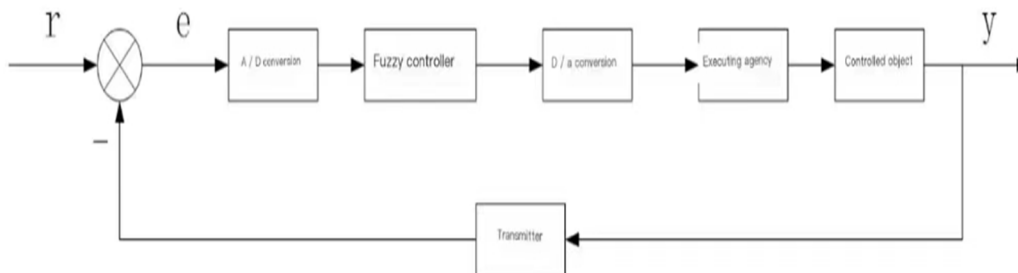 r
e
A / D conversion
Fuzzy controller
D / a conversion
Executing agency
Controlled object
y
−
Transmitter